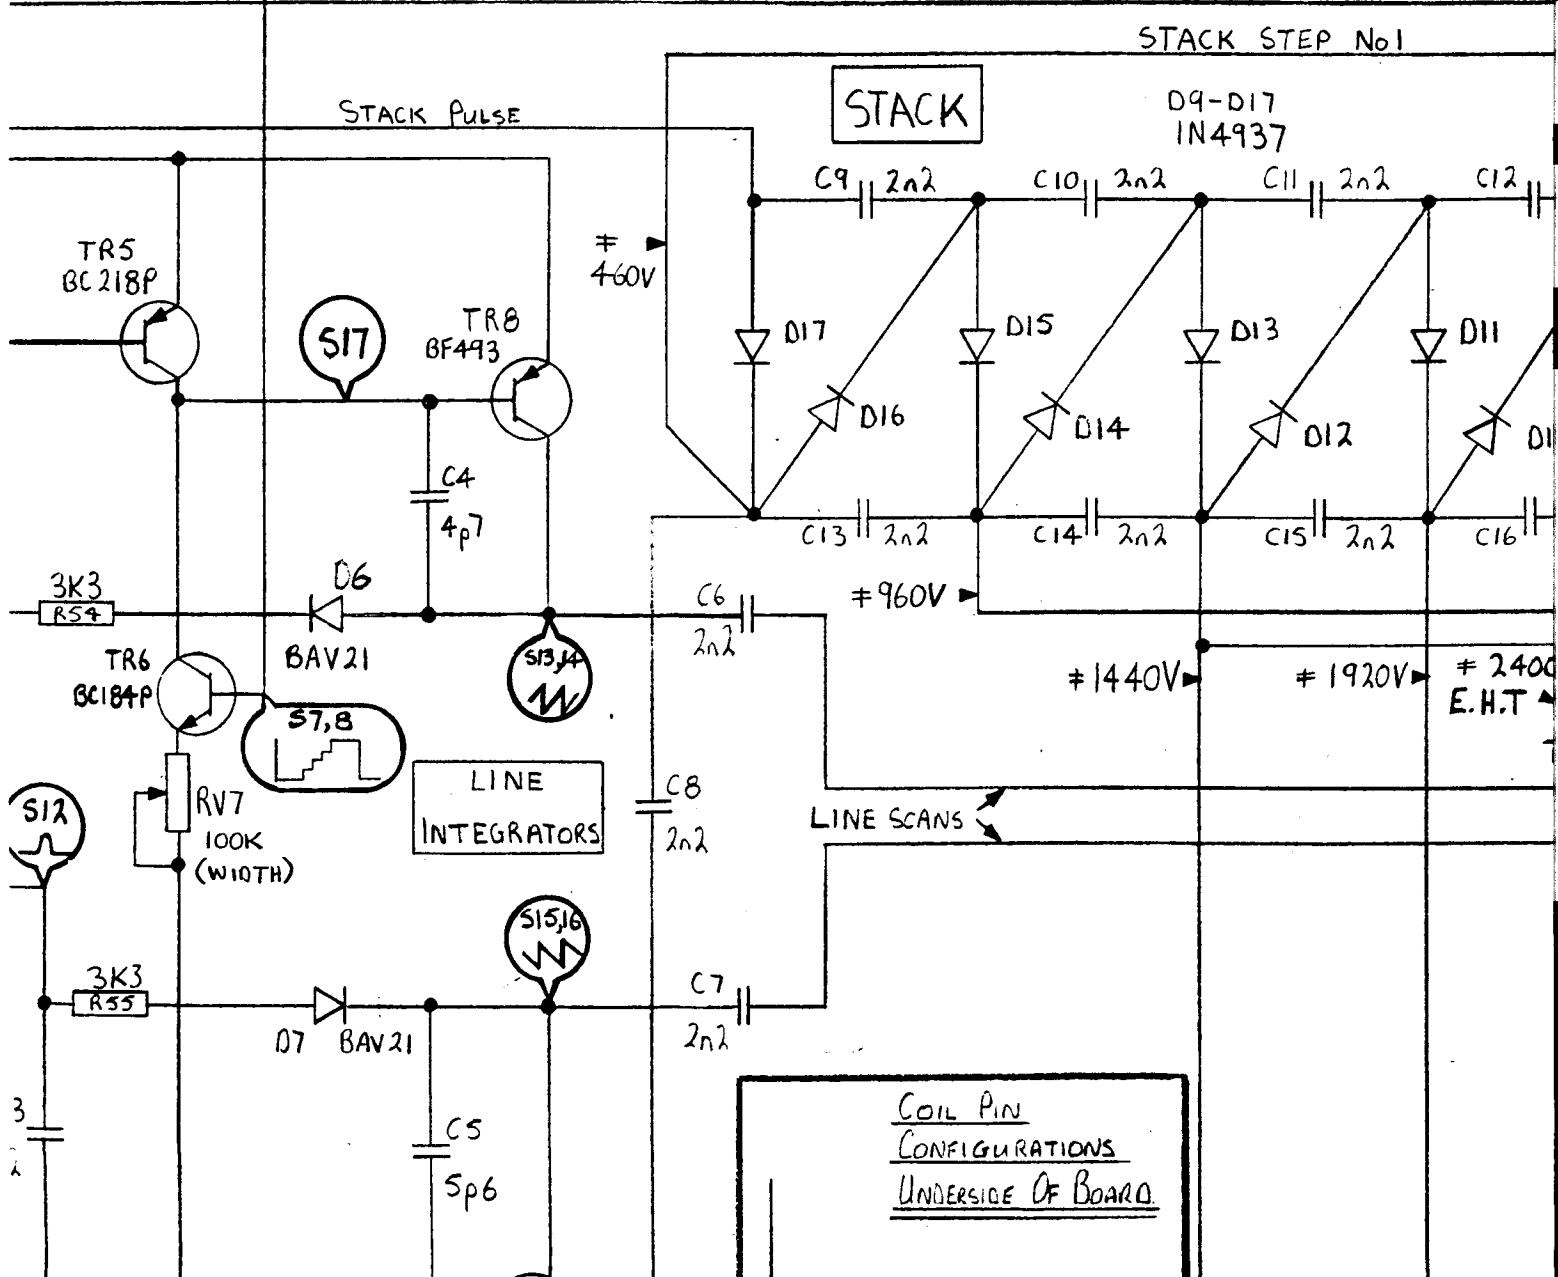 STACK STEP No1
STACK
D9-D17
IN4937
STACK PULSE
C9 2n2
C10 2n2
C11 2n2
C12
TR5
BC218P
≠
460V
S17
TR8
BF493
D17
D15
D13
D11
D16
D14
D12
D1
C4
4p7
C13 2n2
C14 2n2
C15 2n2
C16
3K3
R54
D6
BAV21
C6
2n2
≠960V
S13,14
TR6
BC184P
≠1440V
≠1920V
≠2400
E.H.T
S7,8
LINE
INTEGRATORS
C8
2n2
LINE SCANS
S12
RV7
100K
(WIDTH)
S15,16
3K3
R55
D7 BAV21
C7
2n2
3
C5
5p6
COIL PIN
CONFIGURATIONS
UNDERSIDE OF BOARD.